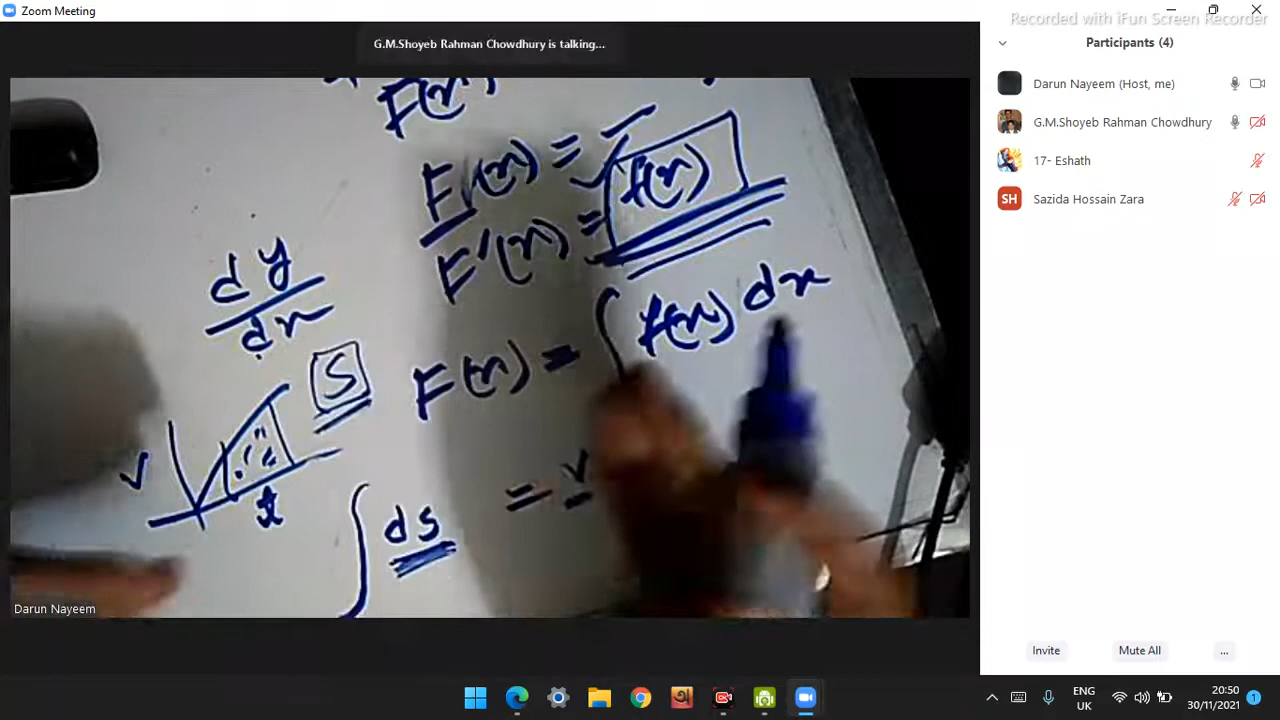 Zoom Meeting
Recorded with iFun Screen Recorder
G.M.Shoyeb Rahman Chowdhury is talking...
Participants (4)
Darun Nayeem (Host, me)
G.M.Shoyeb Rahman Chowdhury
17- Eshath
SH Sazida Hossain Zara
F(x)
F(x) = f(x)
F'(x) =
dy
dx
F(x) = ∫ f(x) dx
S
v
t
∫ ds = v
Darun Nayeem
Invite
Mute All
...
ENG
UK
20:50
30/11/2021
1